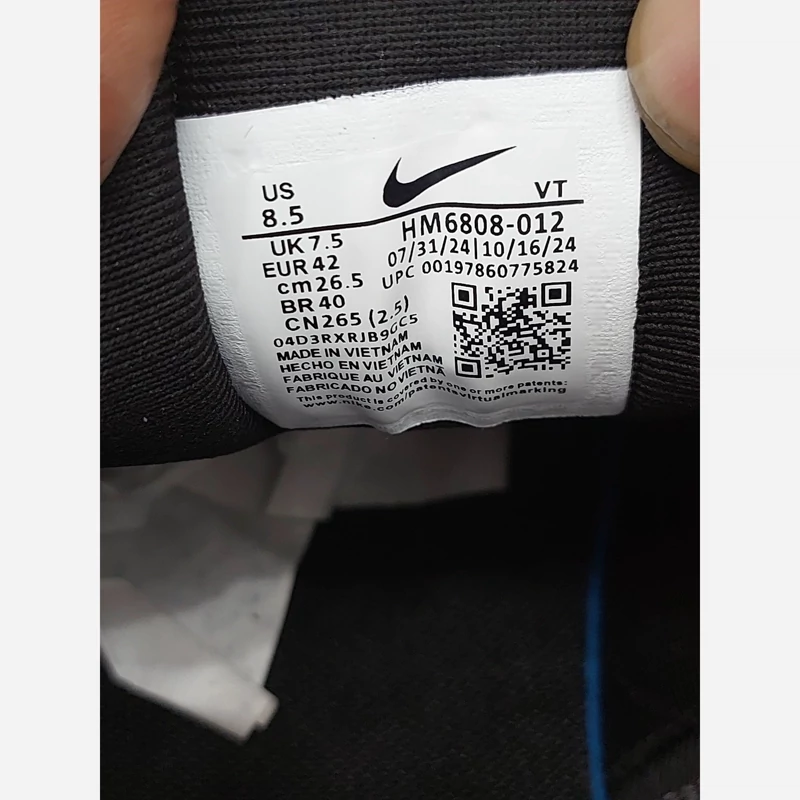 US VT
8.5
HM6808-012
UK 7.5
07/31/24|10/16/24
EUR 42
UPC 00197860775824
cm 26.5
BR 40
CN 265 (2.5)
04D3RXRJB9GC5
MADE IN VIETNAM
HECHO EN VIETNAM
FABRIQUE AU VIETNAM
FABRICADO NO VIETNÃ
This product is covered by one or more patents:
www.nike.com/patentvirtualmarking